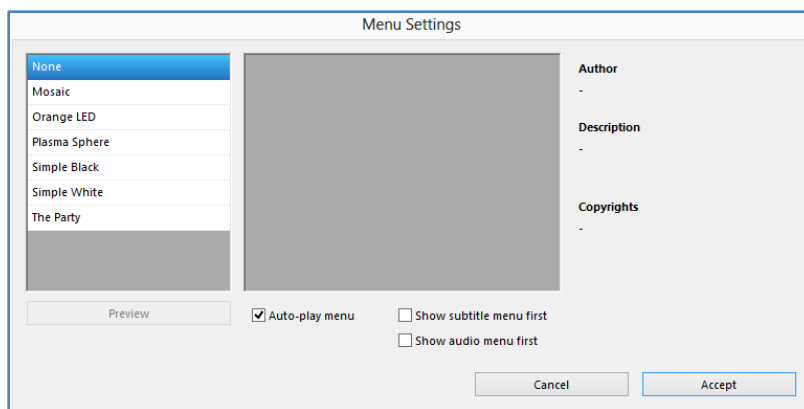 Menu Settings
None
Mosaic
Orange LED
Plasma Sphere
Simple Black
Simple White
The Party
Author
-
Description
-
Copyrights
-
Preview
Auto-play menu
Show subtitle menu first
Show audio menu first
Cancel
Accept